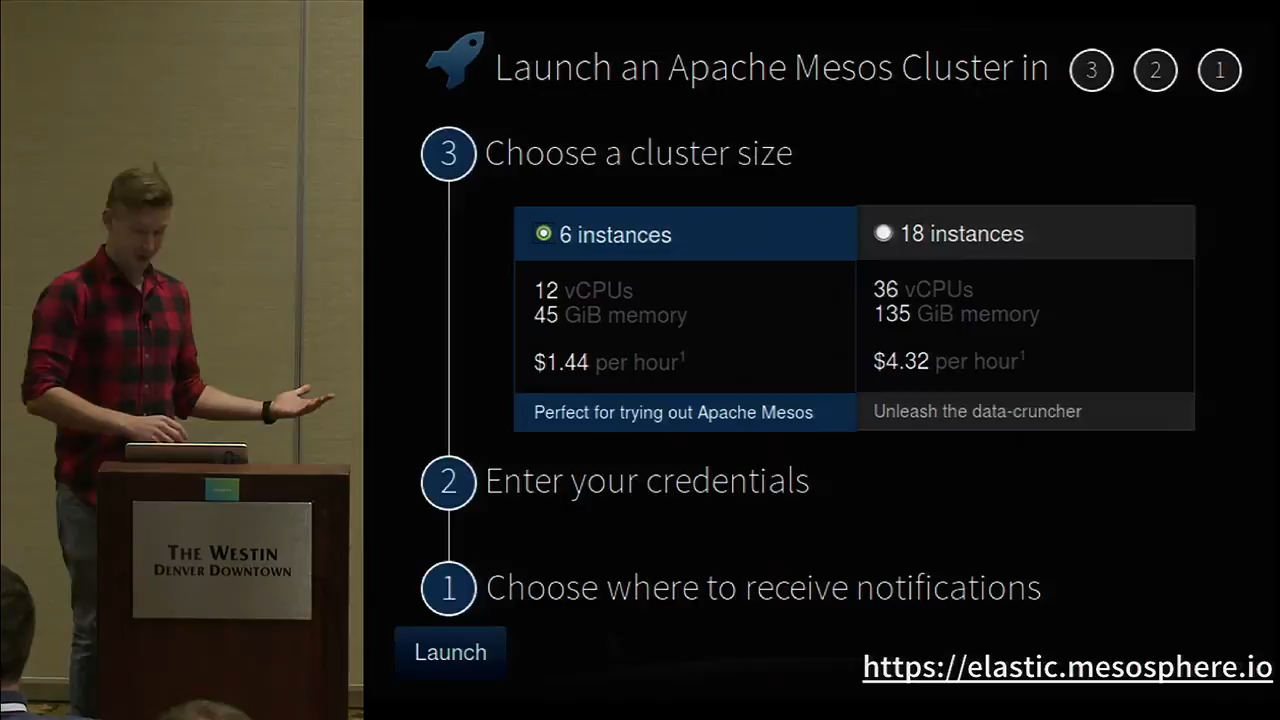 Launch an Apache Mesos Cluster in 3 2 1
3 Choose a cluster size
6 instances
12 vCPUs
45 GiB memory
$1.44 per hour¹
Perfect for trying out Apache Mesos
18 instances
36 vCPUs
135 GiB memory
$4.32 per hour¹
Unleash the data-cruncher
2 Enter your credentials
1 Choose where to receive notifications
Launch
https://elastic.mesosphere.io
THE WESTIN
DENVER DOWNTOWN